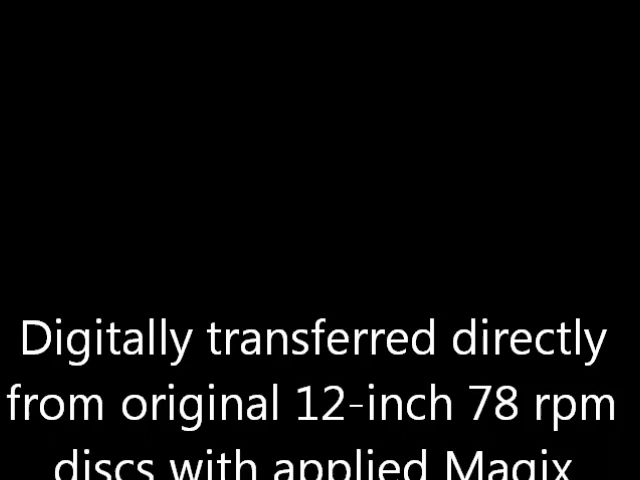 Digitally transferred directly
from original 12-inch 78 rpm
discs with applied Magix